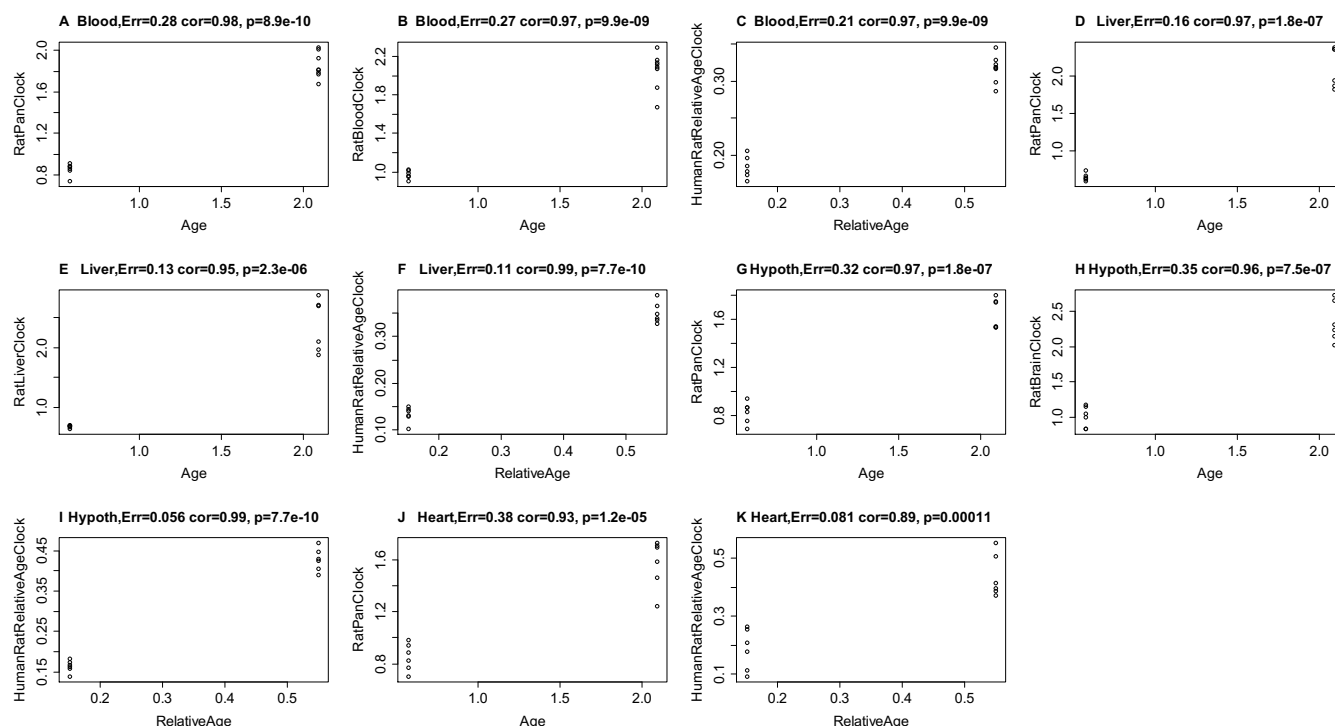 A Blood,Err=0.28 cor=0.98, p=8.9e-10
RatPanClock
0.8 1.2 1.6 2.0
1.0 1.5 2.0
Age
B Blood,Err=0.27 cor=0.97, p=9.9e-09
RatBloodClock
1.0 1.4 1.8 2.2
1.0 1.5 2.0
Age
C Blood,Err=0.21 cor=0.97, p=9.9e-09
HumanRatRelativeAgeClock
0.20 0.30
0.2 0.3 0.4 0.5
RelativeAge
D Liver,Err=0.16 cor=0.97, p=1.8e-07
RatPanClock
1.0 1.5 2.0
1.0 1.5 2.0
Age
E Liver,Err=0.13 cor=0.95, p=2.3e-06
RatLiverClock
1.0 2.0
1.0 1.5 2.0
Age
F Liver,Err=0.11 cor=0.99, p=7.7e-10
HumanRatRelativeAgeClock
0.10 0.20 0.30
0.2 0.3 0.4 0.5
RelativeAge
G Hypoth,Err=0.32 cor=0.97, p=1.8e-07
RatPanClock
0.8 1.2 1.6
1.0 1.5 2.0
Age
H Hypoth,Err=0.35 cor=0.96, p=7.5e-07
RatBrainClock
1.0 1.5 2.0 2.5
1.0 1.5 2.0
Age
I Hypoth,Err=0.056 cor=0.99, p=7.7e-10
HumanRatRelativeAgeClock
0.15 0.25 0.35 0.45
0.2 0.3 0.4 0.5
RelativeAge
J Heart,Err=0.38 cor=0.93, p=1.2e-05
RatPanClock
0.8 1.2 1.6
1.0 1.5 2.0
Age
K Heart,Err=0.081 cor=0.89, p=0.00011
HumanRatRelativeAgeClock
0.1 0.3 0.5
0.2 0.3 0.4 0.5
RelativeAge